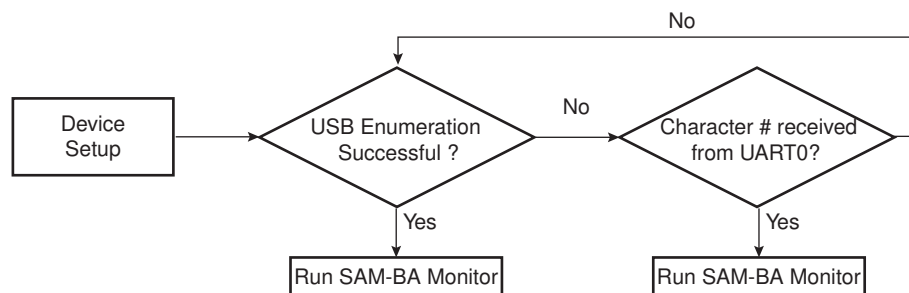 No
Device
Setup
USB Enumeration
Successful ?
No
Character # received
from UART0?
Yes
Yes
Run SAM-BA Monitor
Run SAM-BA Monitor